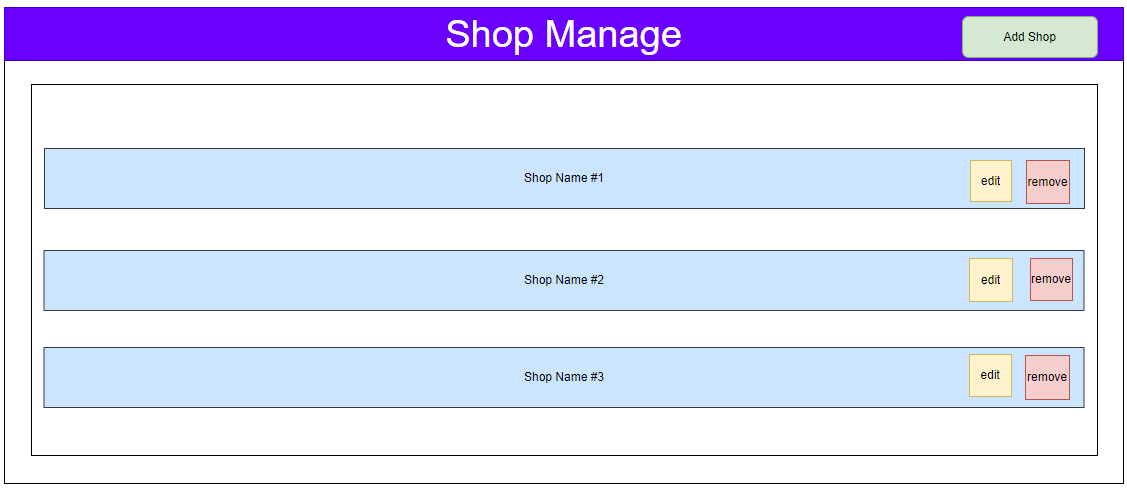 Shop Manage
Add Shop
Shop Name #1
edit
remove
Shop Name #2
edit
remove
Shop Name #3
edit
remove